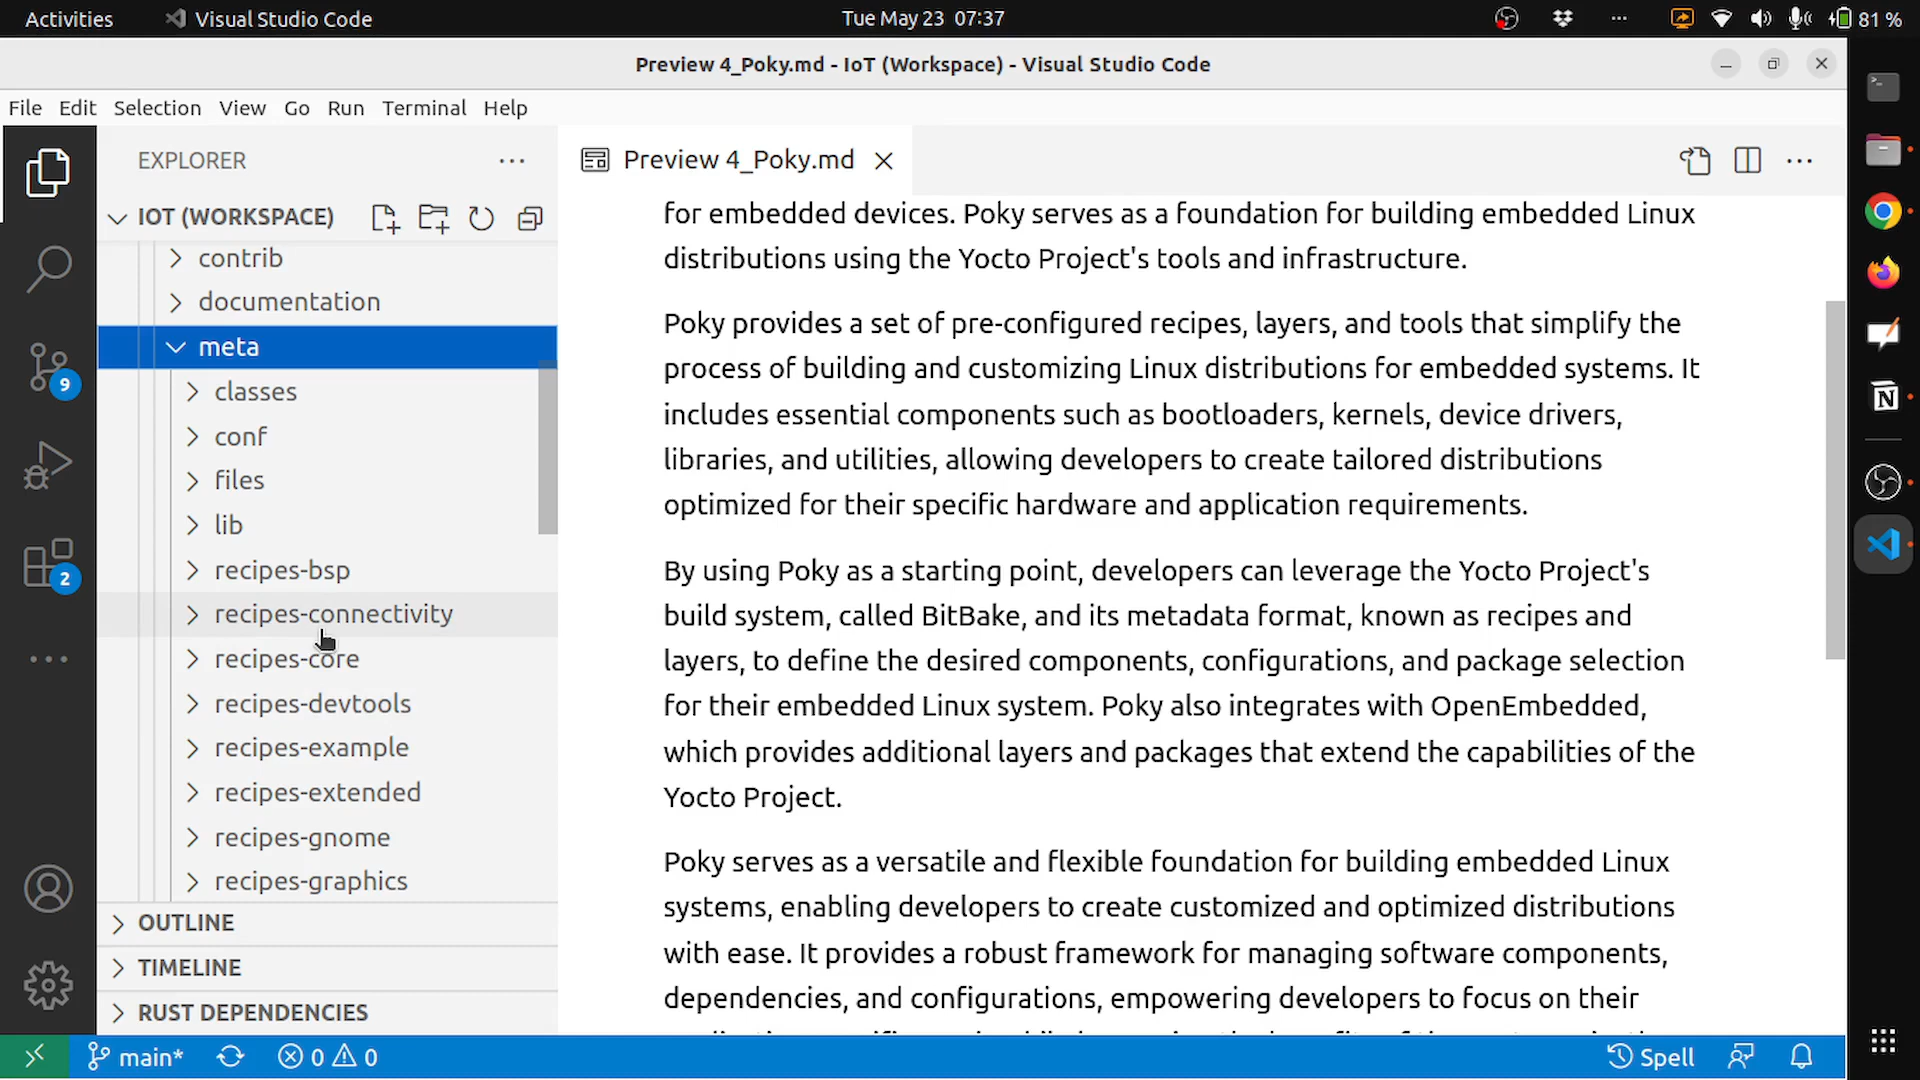 Activities
Visual Studio Code
Tue May 23 07:37
81 %
Preview 4_Poky.md - IoT (Workspace) - Visual Studio Code
File Edit Selection View Go Run Terminal Help
EXPLORER
Preview 4_Poky.md
IOT (WORKSPACE)
contrib
documentation
meta
classes
conf
files
lib
recipes-bsp
recipes-connectivity
recipes-core
recipes-devtools
recipes-example
recipes-extended
recipes-gnome
recipes-graphics
OUTLINE
TIMELINE
RUST DEPENDENCIES
9
2
for embedded devices. Poky serves as a foundation for building embedded Linux
distributions using the Yocto Project's tools and infrastructure.
Poky provides a set of pre-configured recipes, layers, and tools that simplify the
process of building and customizing Linux distributions for embedded systems. It
includes essential components such as bootloaders, kernels, device drivers,
libraries, and utilities, allowing developers to create tailored distributions
optimized for their specific hardware and application requirements.
By using Poky as a starting point, developers can leverage the Yocto Project's
build system, called BitBake, and its metadata format, known as recipes and
layers, to define the desired components, configurations, and package selection
for their embedded Linux system. Poky also integrates with OpenEmbedded,
which provides additional layers and packages that extend the capabilities of the
Yocto Project.
Poky serves as a versatile and flexible foundation for building embedded Linux
systems, enabling developers to create customized and optimized distributions
with ease. It provides a robust framework for managing software components,
dependencies, and configurations, empowering developers to focus on their
main*
0
0
Spell